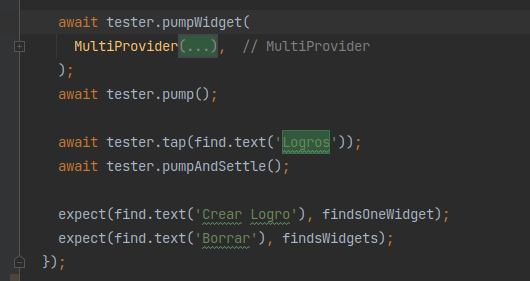 await tester.pumpWidget(
MultiProvider(...), // MultiProvider
);
await tester.pump();
await tester.tap(find.text('Logros'));
await tester.pumpAndSettle();
expect(find.text('Crear Logro'), findsOneWidget);
expect(find.text('Borrar'), findsWidgets);
});